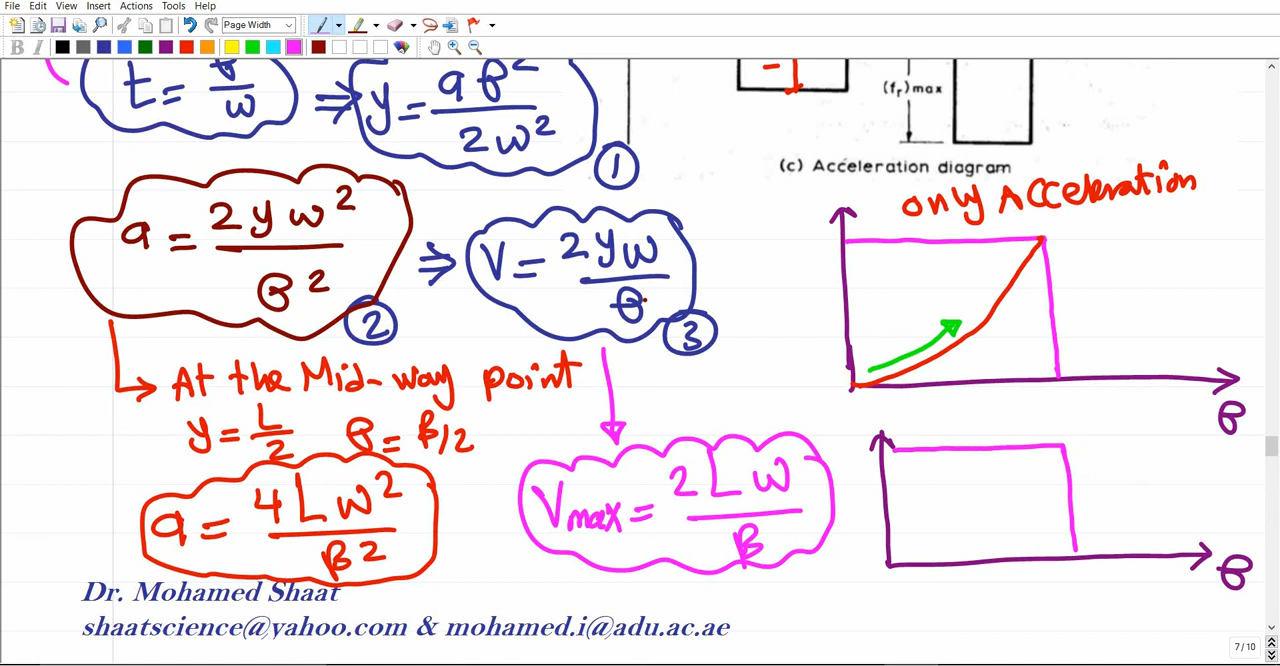 File Edit View Insert Actions Tools Help
Page Width
B I
t = θ/ω ⇒ y = aθ²/2ω²
1
(fr)max
(c) Acceleration diagram
only Acceleration
a = 2yω²/θ² ⇒ V = 2yω/θ
2
3
At the Mid-way point
y = L/2 θ = β/2
θ
a = 4Lω²/β²
Vmax = 2Lω/β
θ
Dr. Mohamed Shaat
shaatscience@yahoo.com & mohamed.i@adu.ac.ae
7 / 10